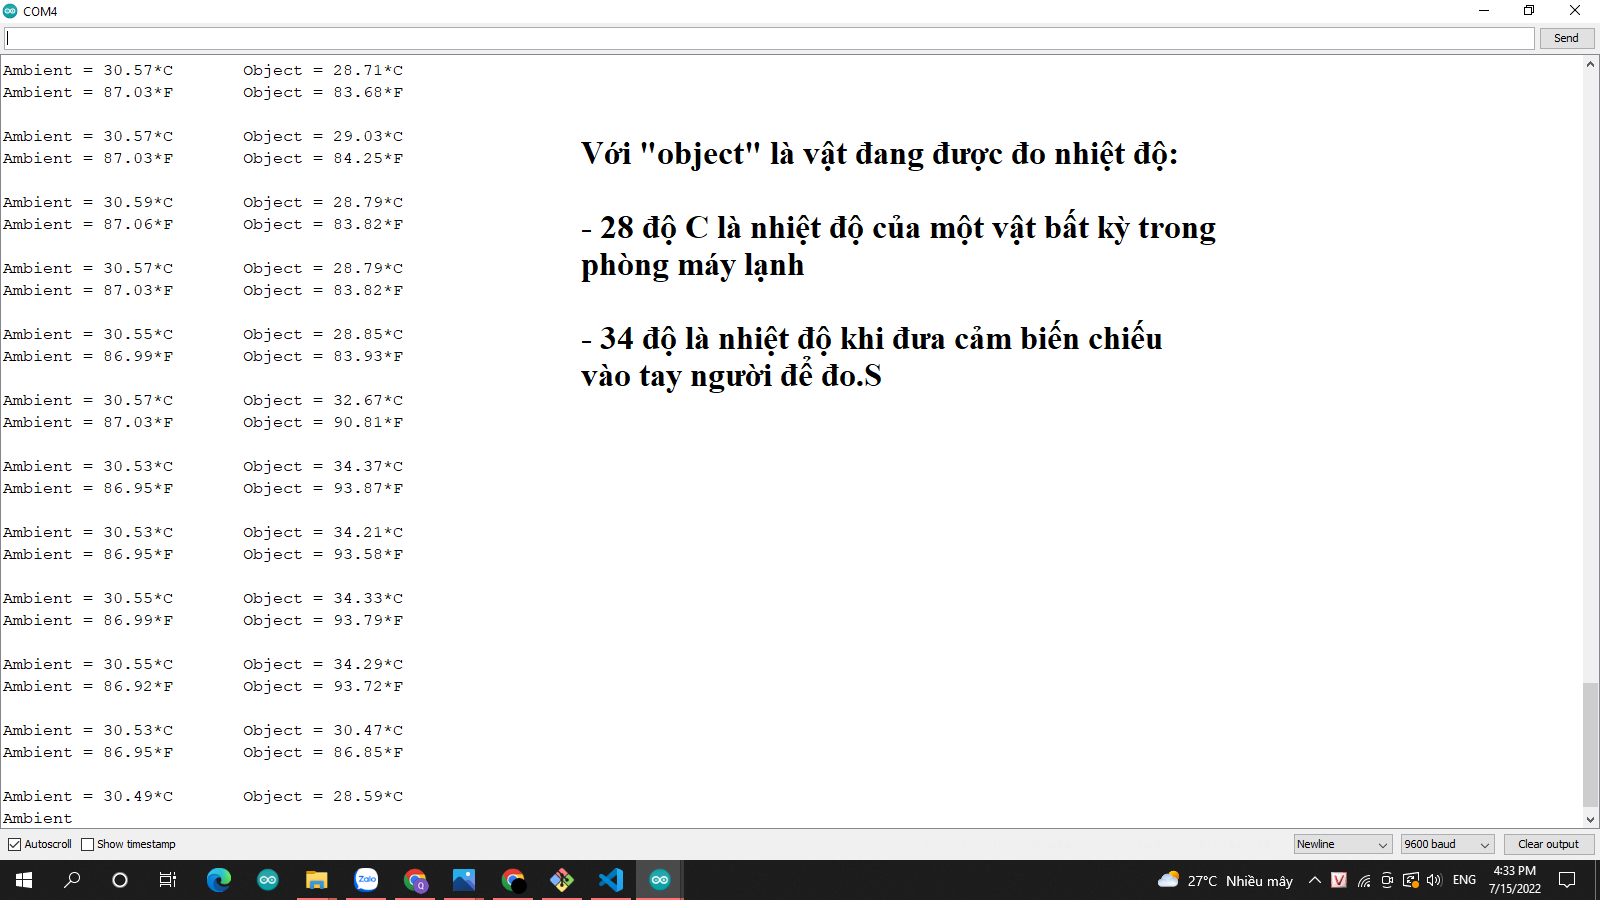 COM4
Send
Ambient = 30.57*C Object = 28.71*C
Ambient = 87.03*F Object = 83.68*F
Ambient = 30.57*C Object = 29.03*C
Ambient = 87.03*F Object = 84.25*F
Ambient = 30.59*C Object = 28.79*C
Ambient = 87.06*F Object = 83.82*F
Ambient = 30.57*C Object = 28.79*C
Ambient = 87.03*F Object = 83.82*F
Ambient = 30.55*C Object = 28.85*C
Ambient = 86.99*F Object = 83.93*F
Ambient = 30.57*C Object = 32.67*C
Ambient = 87.03*F Object = 90.81*F
Ambient = 30.53*C Object = 34.37*C
Ambient = 86.95*F Object = 93.87*F
Ambient = 30.53*C Object = 34.21*C
Ambient = 86.95*F Object = 93.58*F
Ambient = 30.55*C Object = 34.33*C
Ambient = 86.99*F Object = 93.79*F
Ambient = 30.55*C Object = 34.29*C
Ambient = 86.92*F Object = 93.72*F
Ambient = 30.53*C Object = 30.47*C
Ambient = 86.95*F Object = 86.85*F
Ambient = 30.49*C Object = 28.59*C
Ambient
Với "object" là vật đang được đo nhiệt độ:
- 28 độ C là nhiệt độ của một vật bất kỳ trong
phòng máy lạnh
- 34 độ là nhiệt độ khi đưa cảm biến chiếu
vào tay người để đo.S
Autoscroll Show timestamp
Newline
9600 baud
Clear output
Zalo
27°C Nhiều mây
V
ENG
4:33 PM
7/15/2022